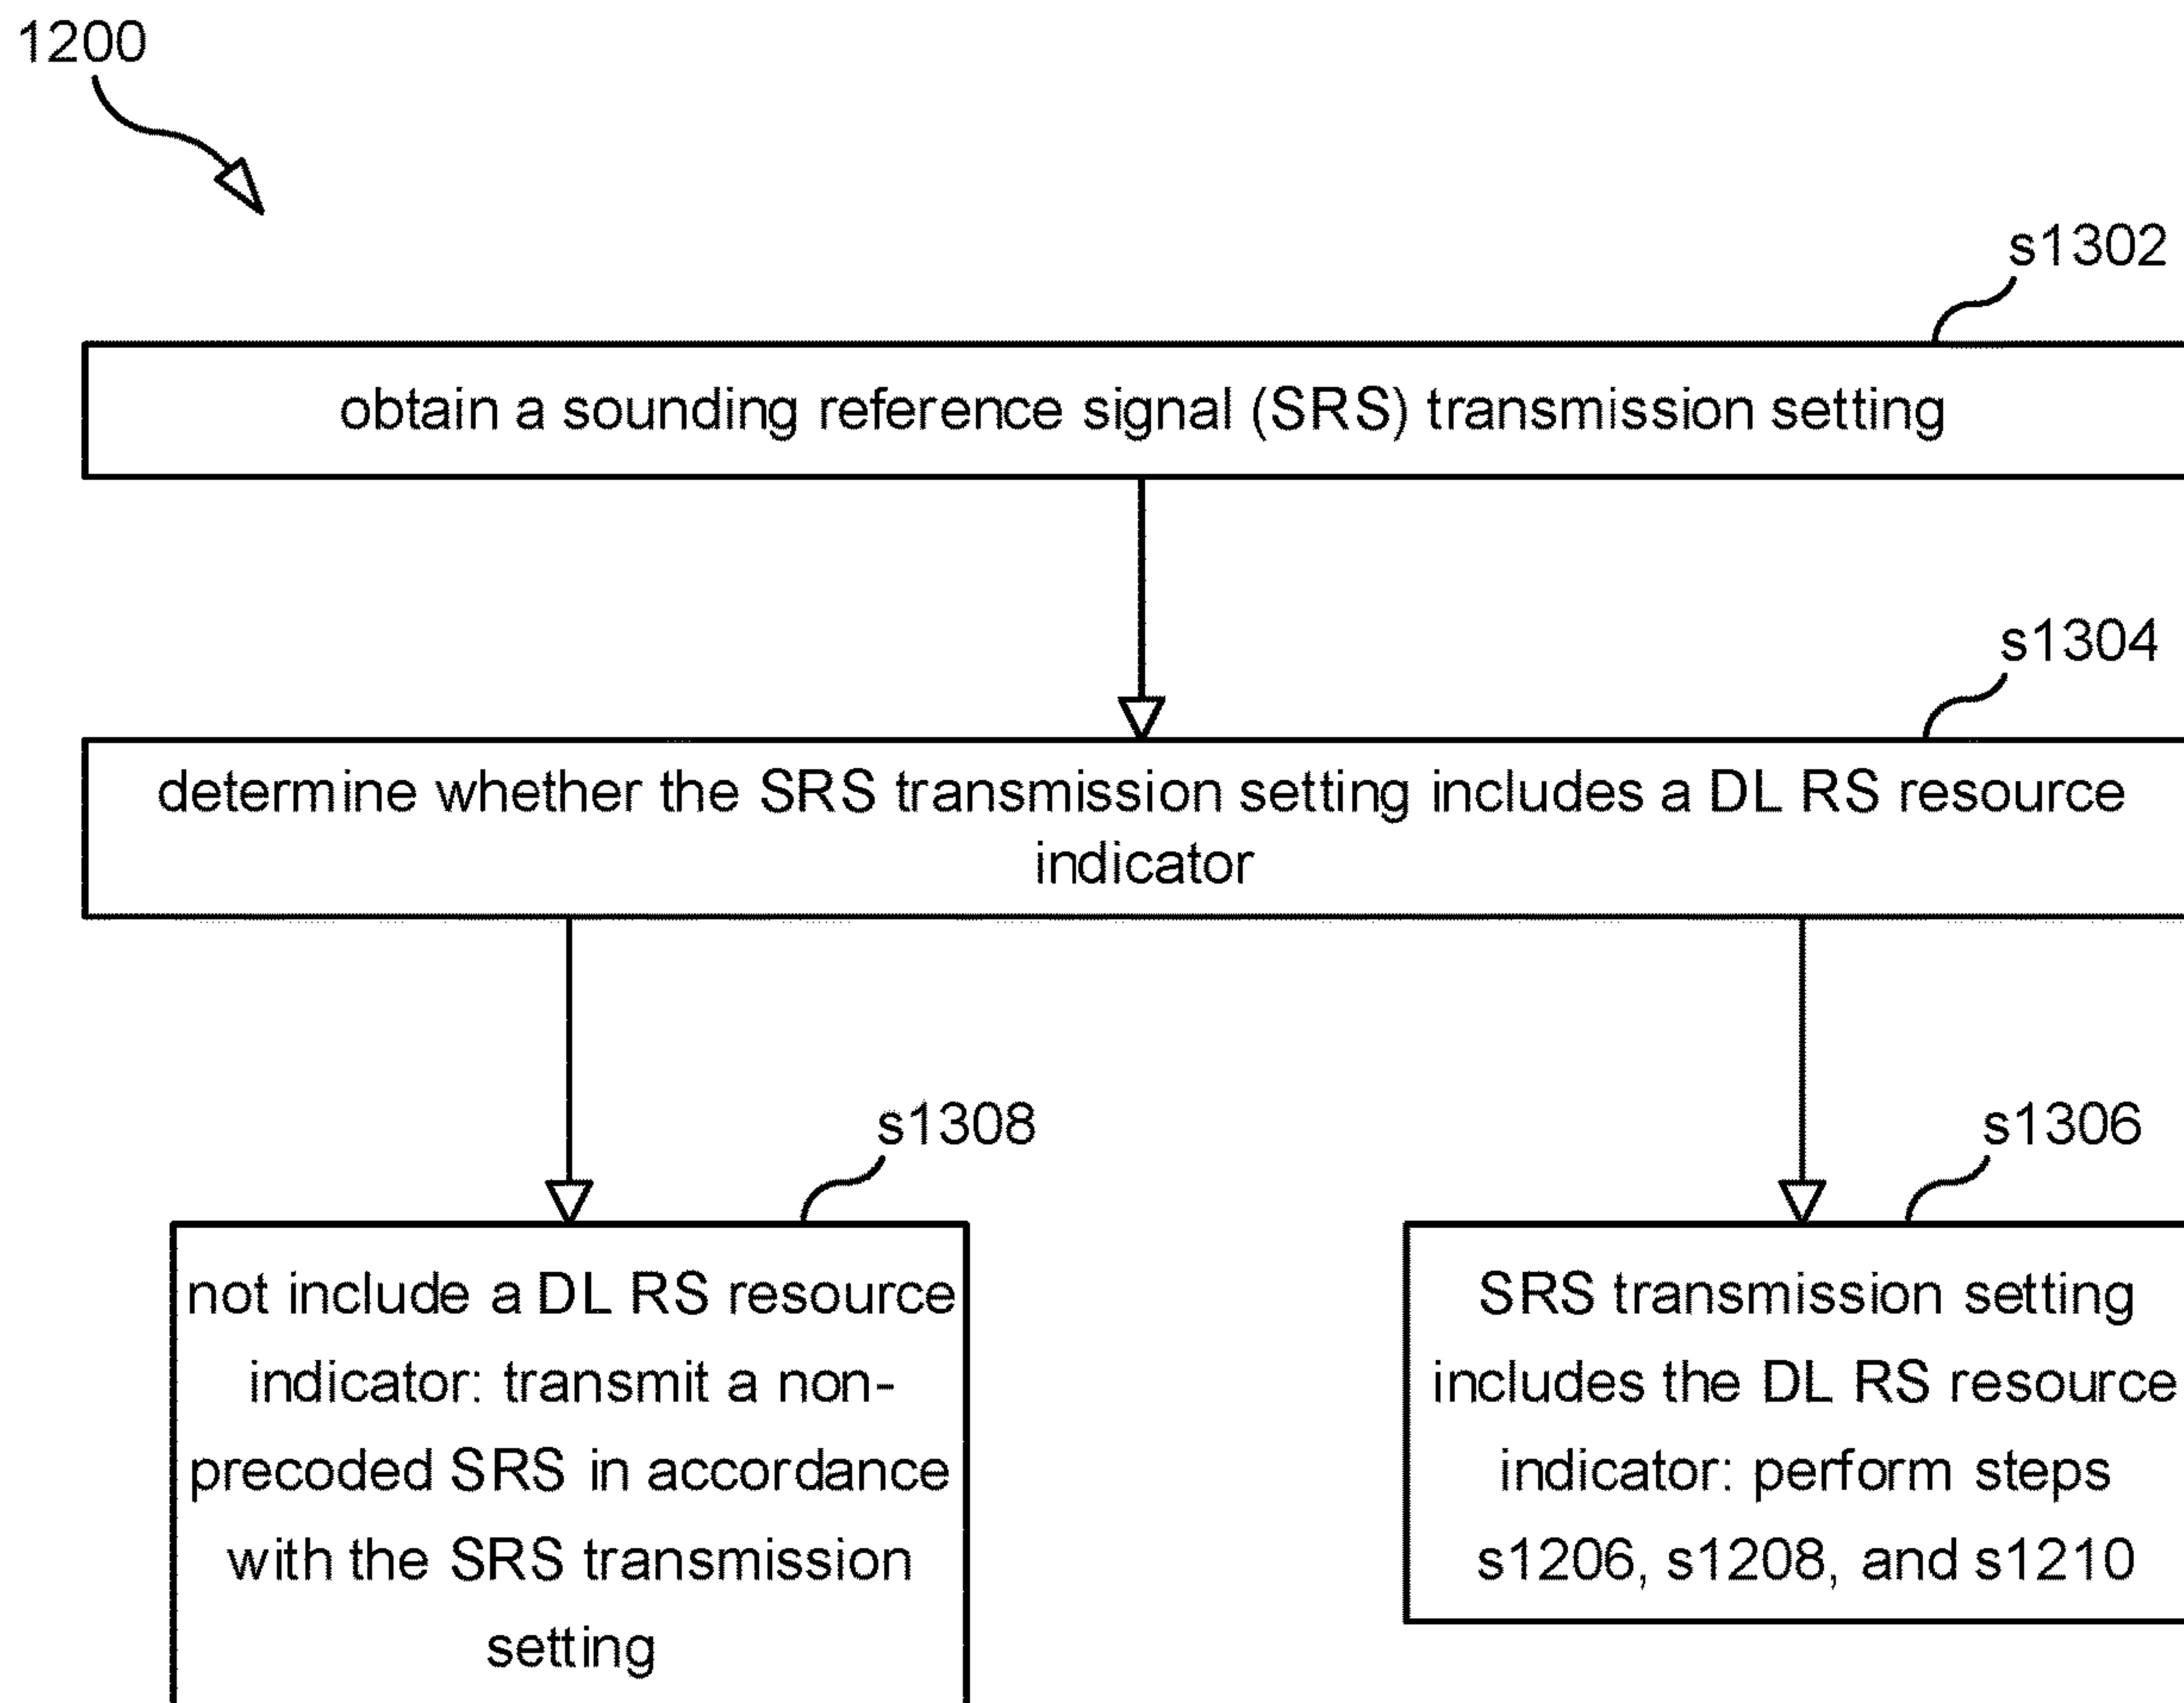 1200
s1302
obtain a sounding reference signal (SRS) transmission setting
s1304
determine whether the SRS transmission setting includes a DL RS resource
indicator
s1308
not include a DL RS resource
indicator: transmit a non-
precoded SRS in accordance
with the SRS transmission
setting
s1306
SRS transmission setting
includes the DL RS resource
indicator: perform steps
s1206, s1208, and s1210